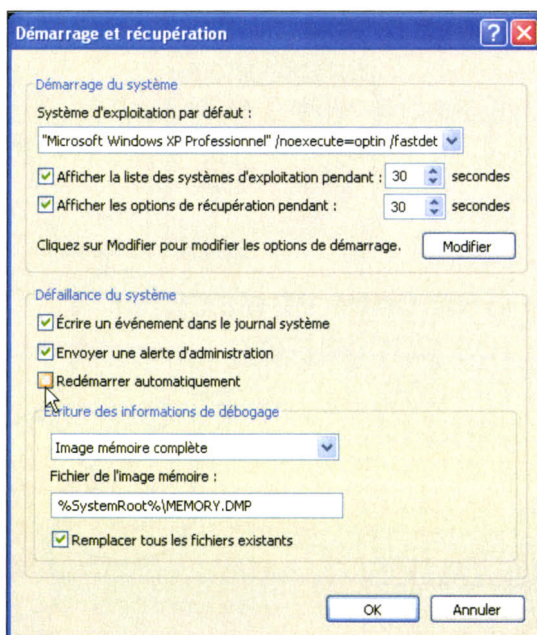 Démarrage et récupération
Démarrage du système
Système d'exploitation par défaut :
"Microsoft Windows XP Professionnel" /noexecute=optin /fastdet
Afficher la liste des systèmes d'exploitation pendant : 30 secondes
Afficher les options de récupération pendant : 30 secondes
Cliquez sur Modifier pour modifier les options de démarrage. Modifier
Défaillance du système
Écrire un événement dans le journal système
Envoyer une alerte d'administration
Redémarrer automatiquement
Écriture des informations de débogage
Image mémoire complète
Fichier de l'image mémoire :
%SystemRoot%\MEMORY.DMP
Remplacer tous les fichiers existants
OK Annuler